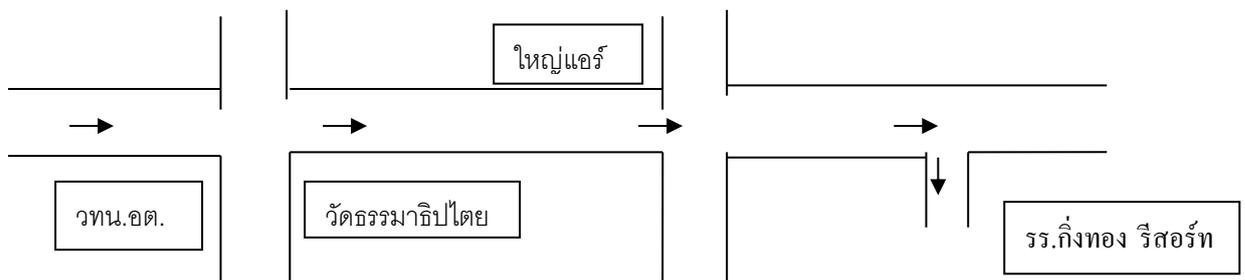 ใหญ่แอร์
วทน.อต.
วัดธรรมาธิปไตย
รร.กิ่งทอง รีสอร์ท